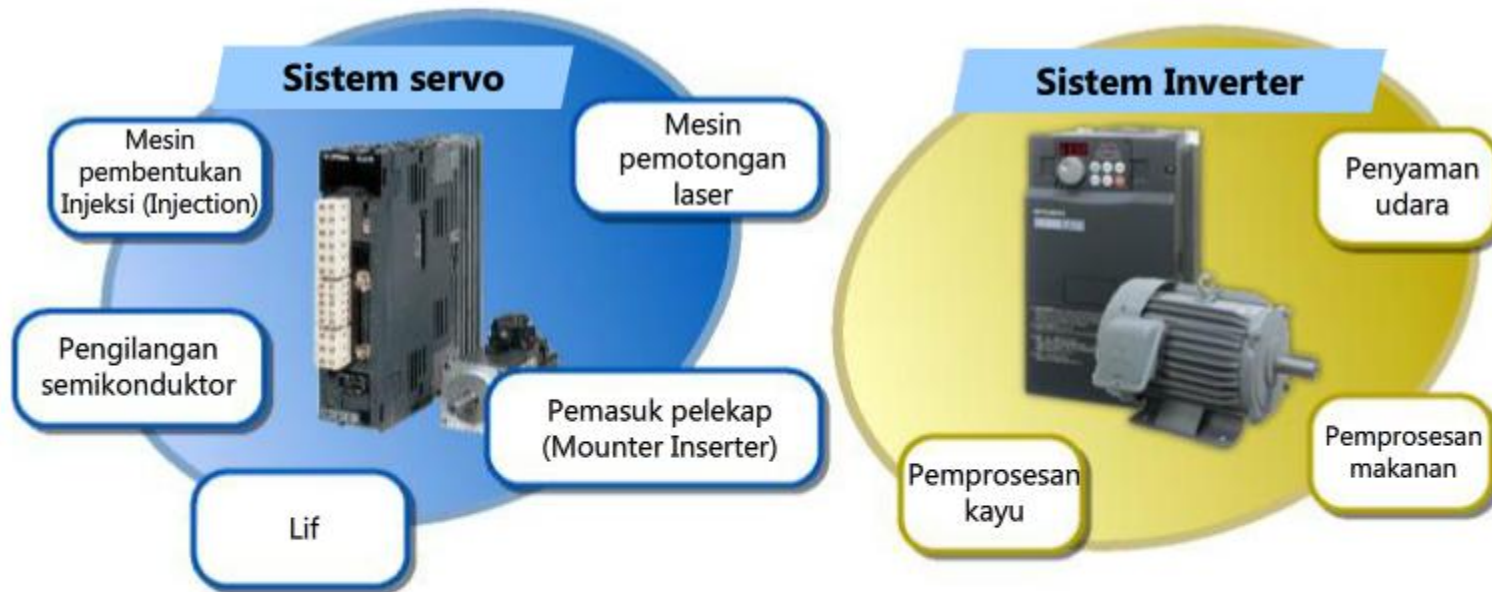 Sistem servo
Mesin
pembentukan
Injeksi (Injection)
Mesin
pemotongan
laser
Pengilangan
semikonduktor
Pemasuk pelekap
(Mounter Inserter)
Lif
Sistem Inverter
Penyaman
udara
Pemprosesan
makanan
Pemprosesan
kayu